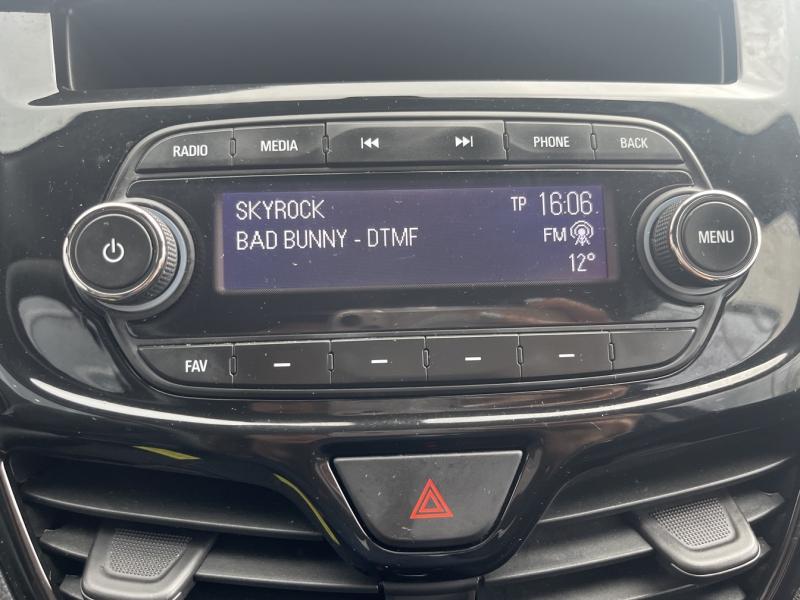 RADIO MEDIA PHONE BACK
SKYROCK TP 16:06
BAD BUNNY - DTMF FM
12°
MENU
FAV